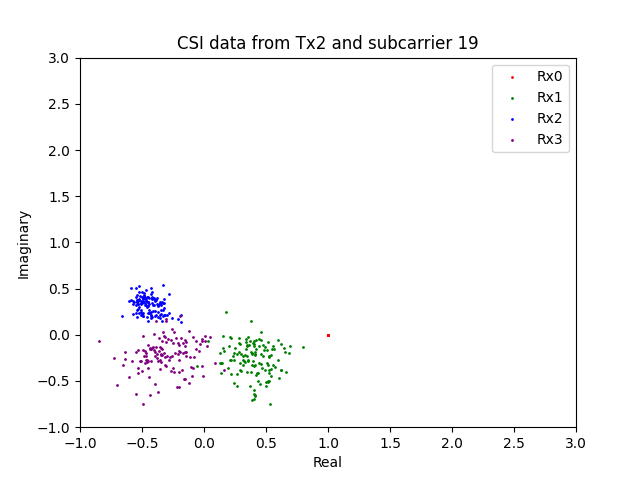 CSI data from Tx2 and subcarrier 19
3.0
2.5
2.0
1.5
1.0
0.5
0.0
−0.5
−1.0
Imaginary
Rx0
Rx1
Rx2
Rx3
−1.0 −0.5 0.0 0.5 1.0 1.5 2.0 2.5 3.0
Real